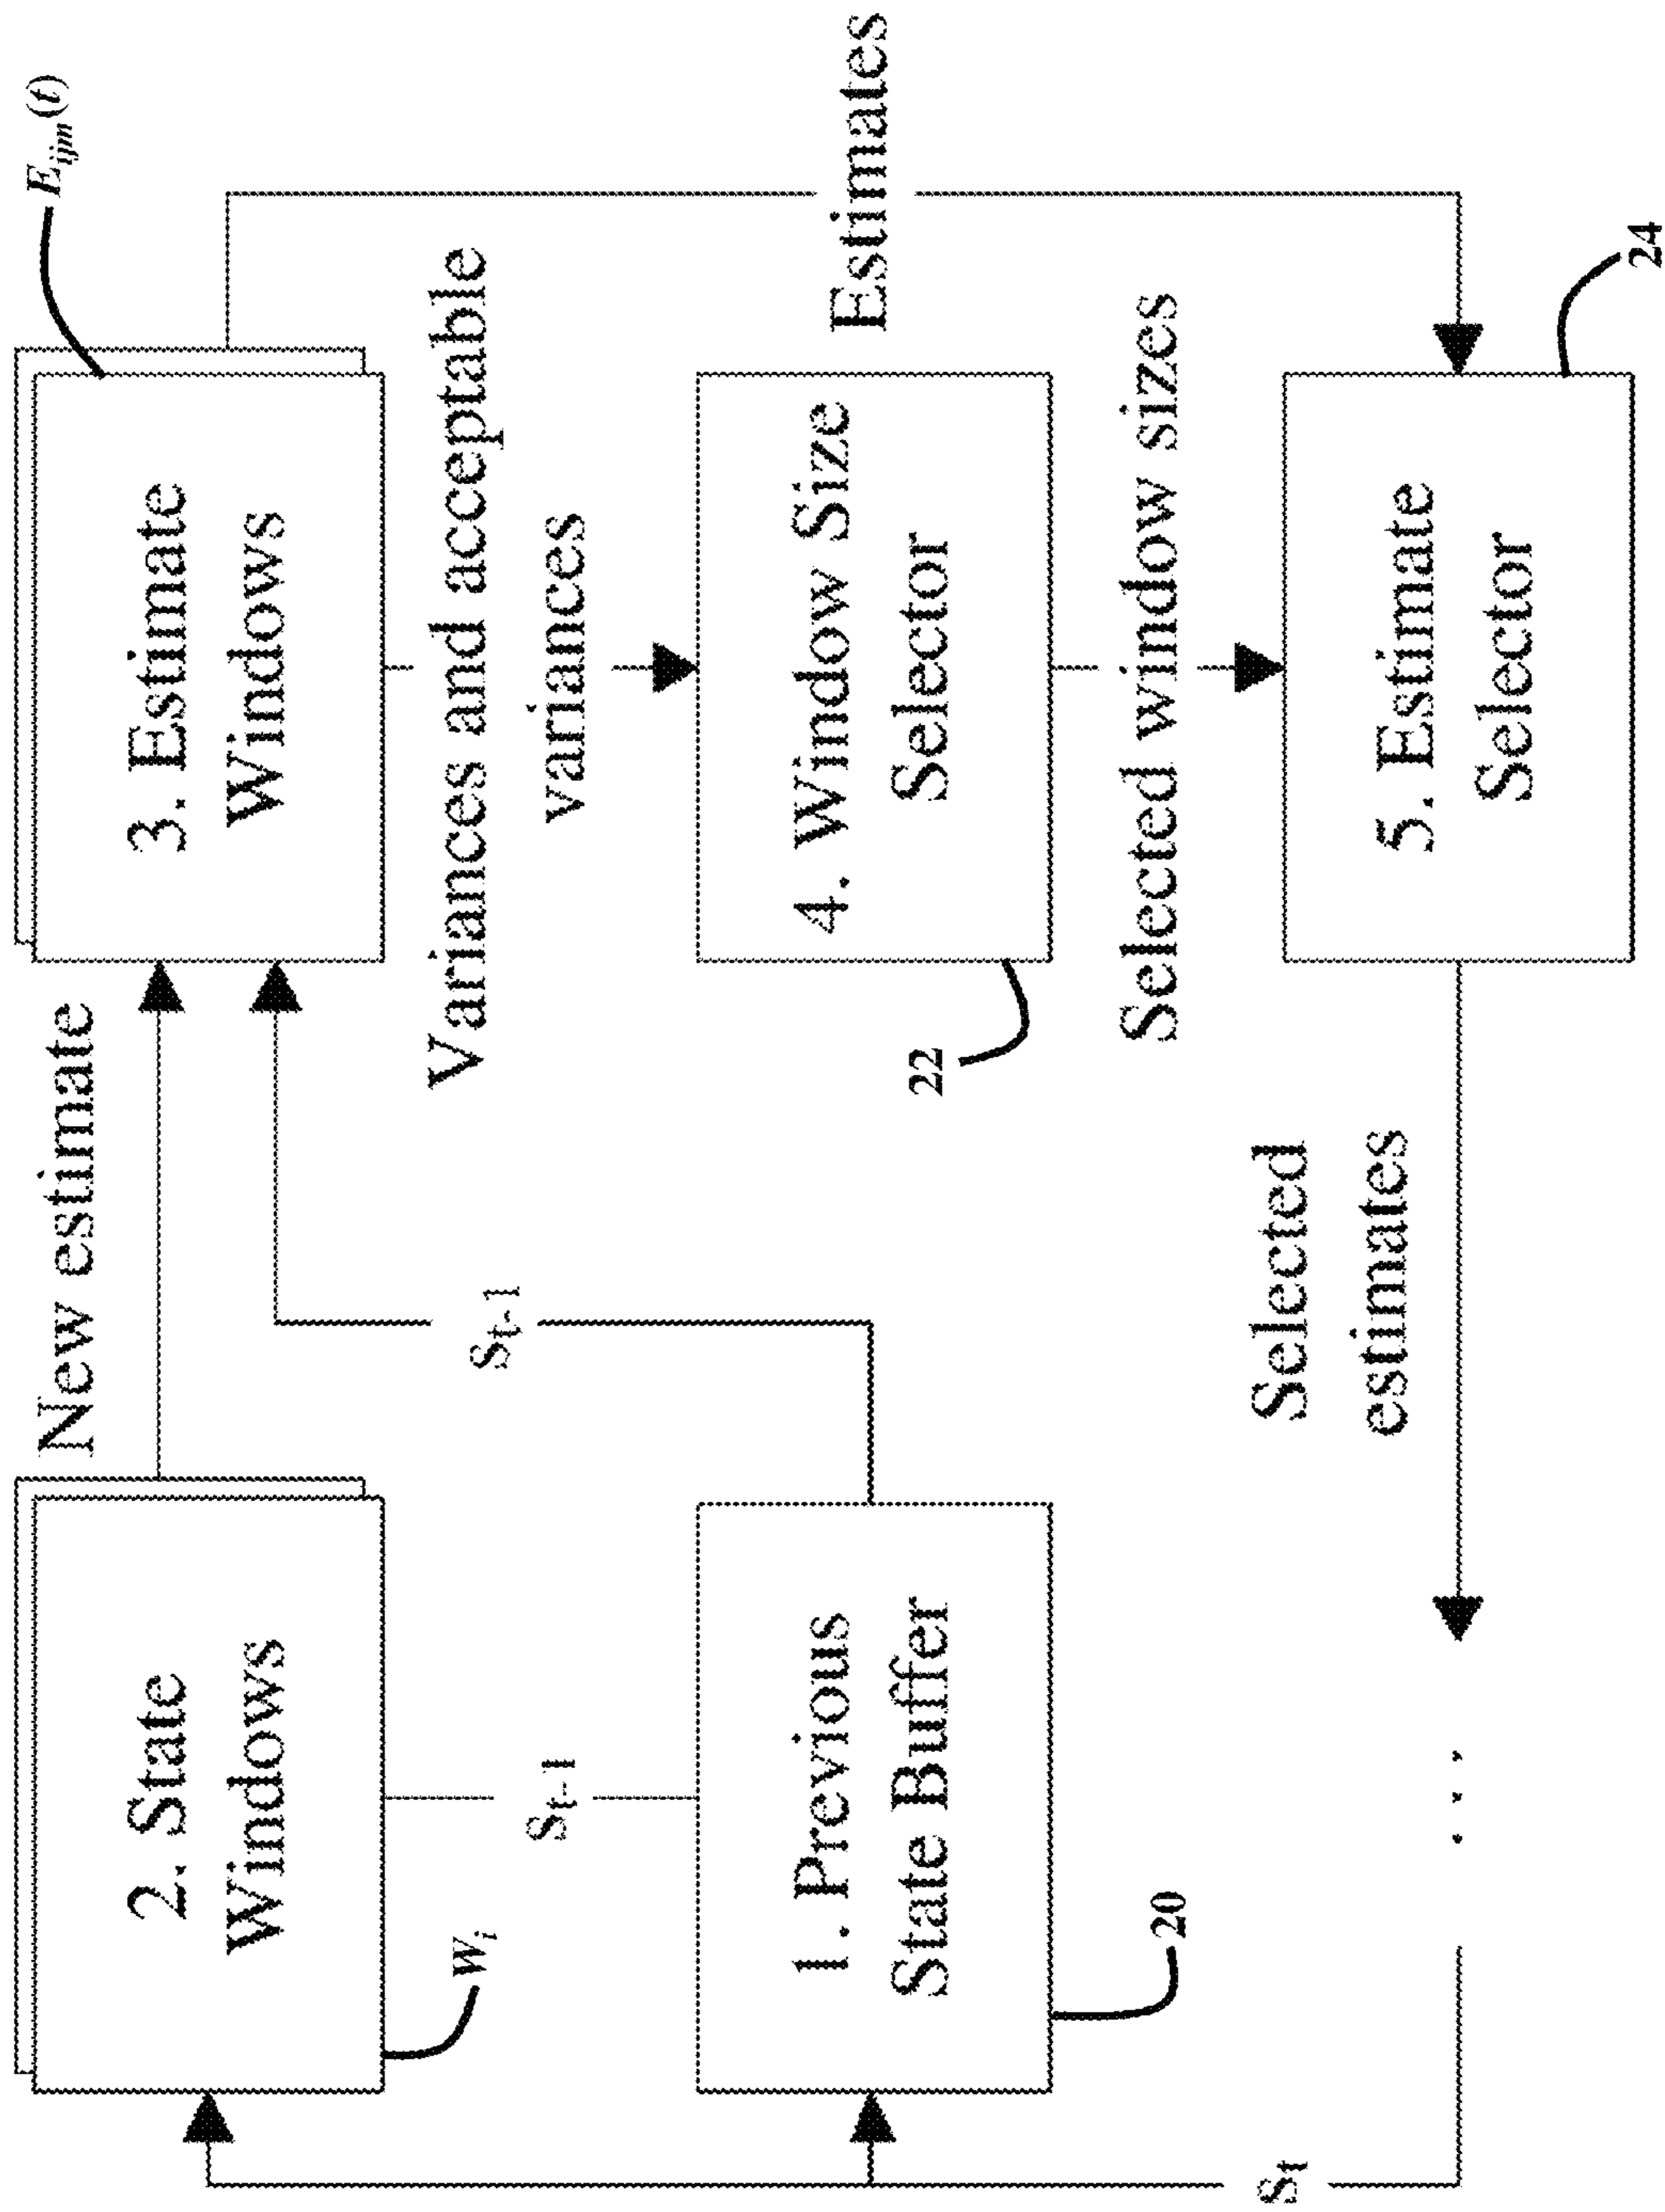 2. State
Windows
W_i
New estimate
3. Estimate
Windows
E_ijm(t)
S_t-1
S_t-1
Variances and acceptable
variances
1. Previous
State Buffer
20
4. Window Size
Selector
22
Estimates
Selected window sizes
Selected
estimates
5. Estimate
Selector
24
S_t
. . .